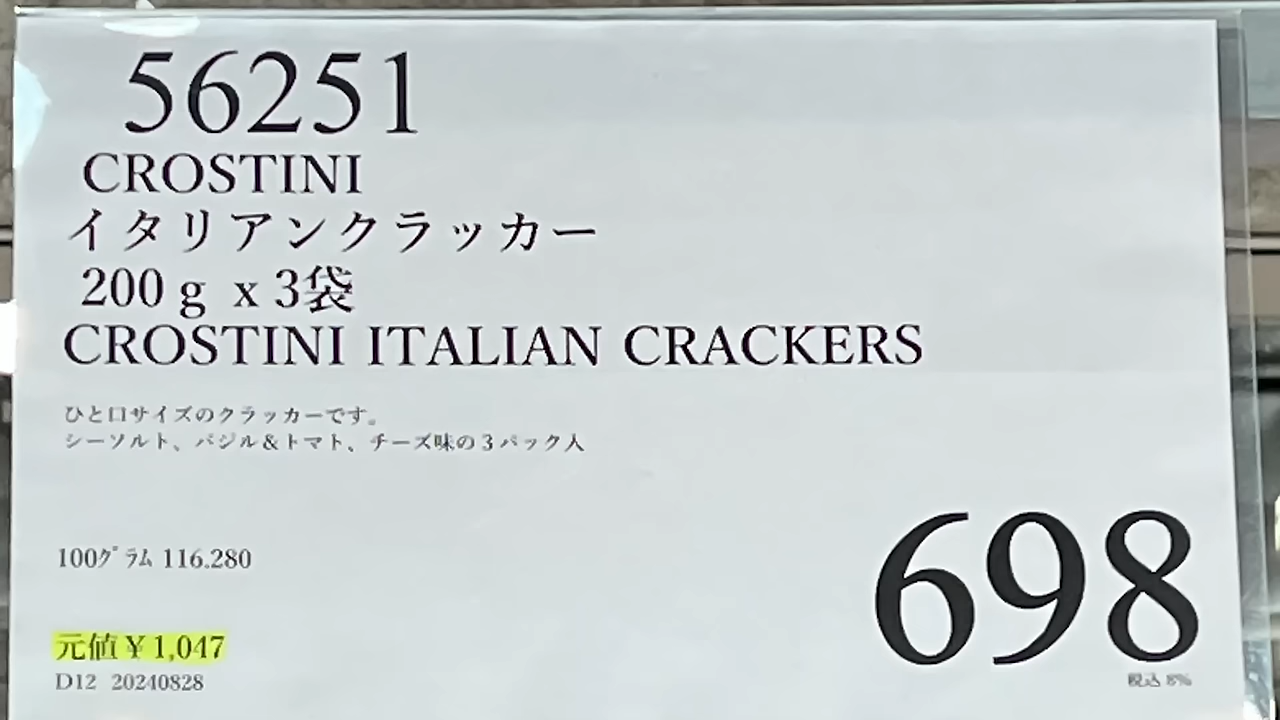 56251
CROSTINI
イタリアンクラッカー
200ｇ x 3袋
CROSTINI ITALIAN CRACKERS
ひと口サイズのクラッカーです。
シーソルト、バジル＆トマト、チーズ味の３パック入
100ｸﾞﾗﾑ 116.280
698
元値￥1,047
税込 8%
D12 20240828